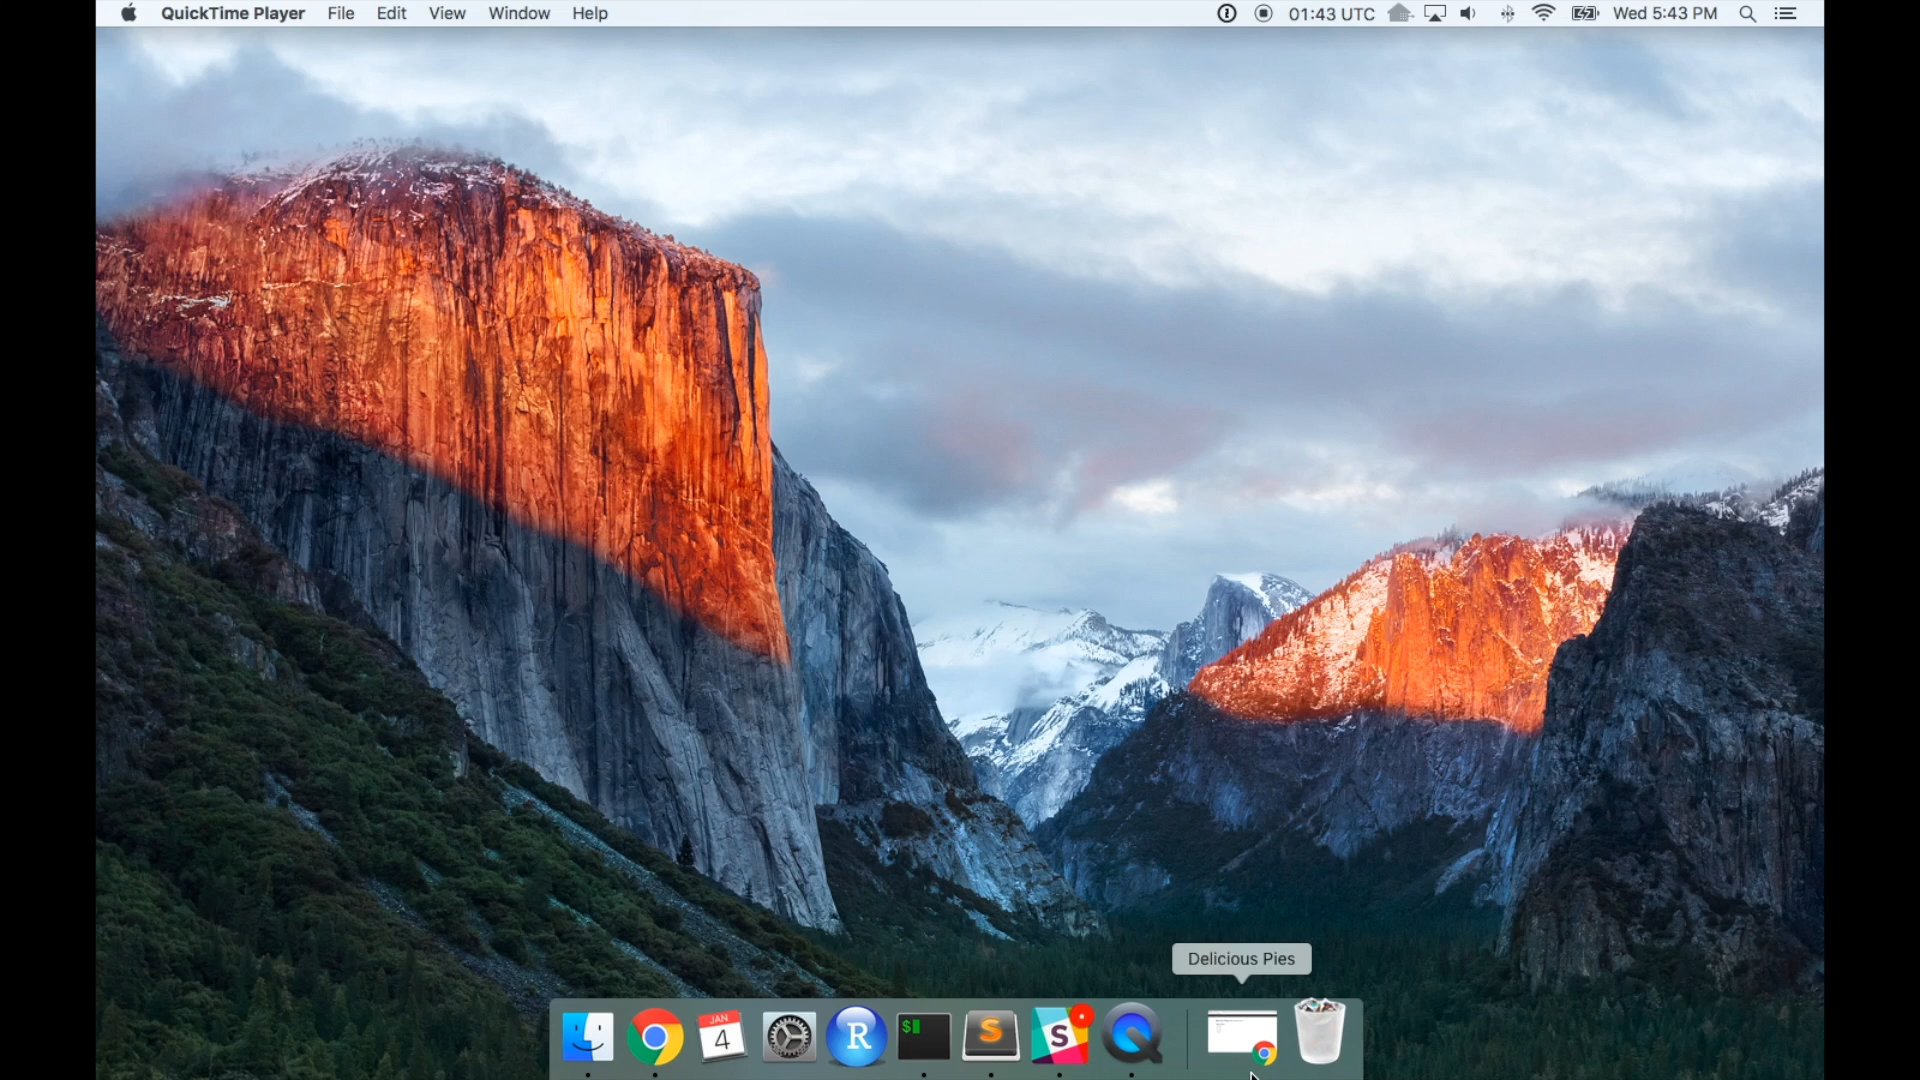 QuickTime Player File Edit View Window Help 01:43 UTC Wed 5:43 PM
Delicious Pies
JAN
4
R
$
S
S